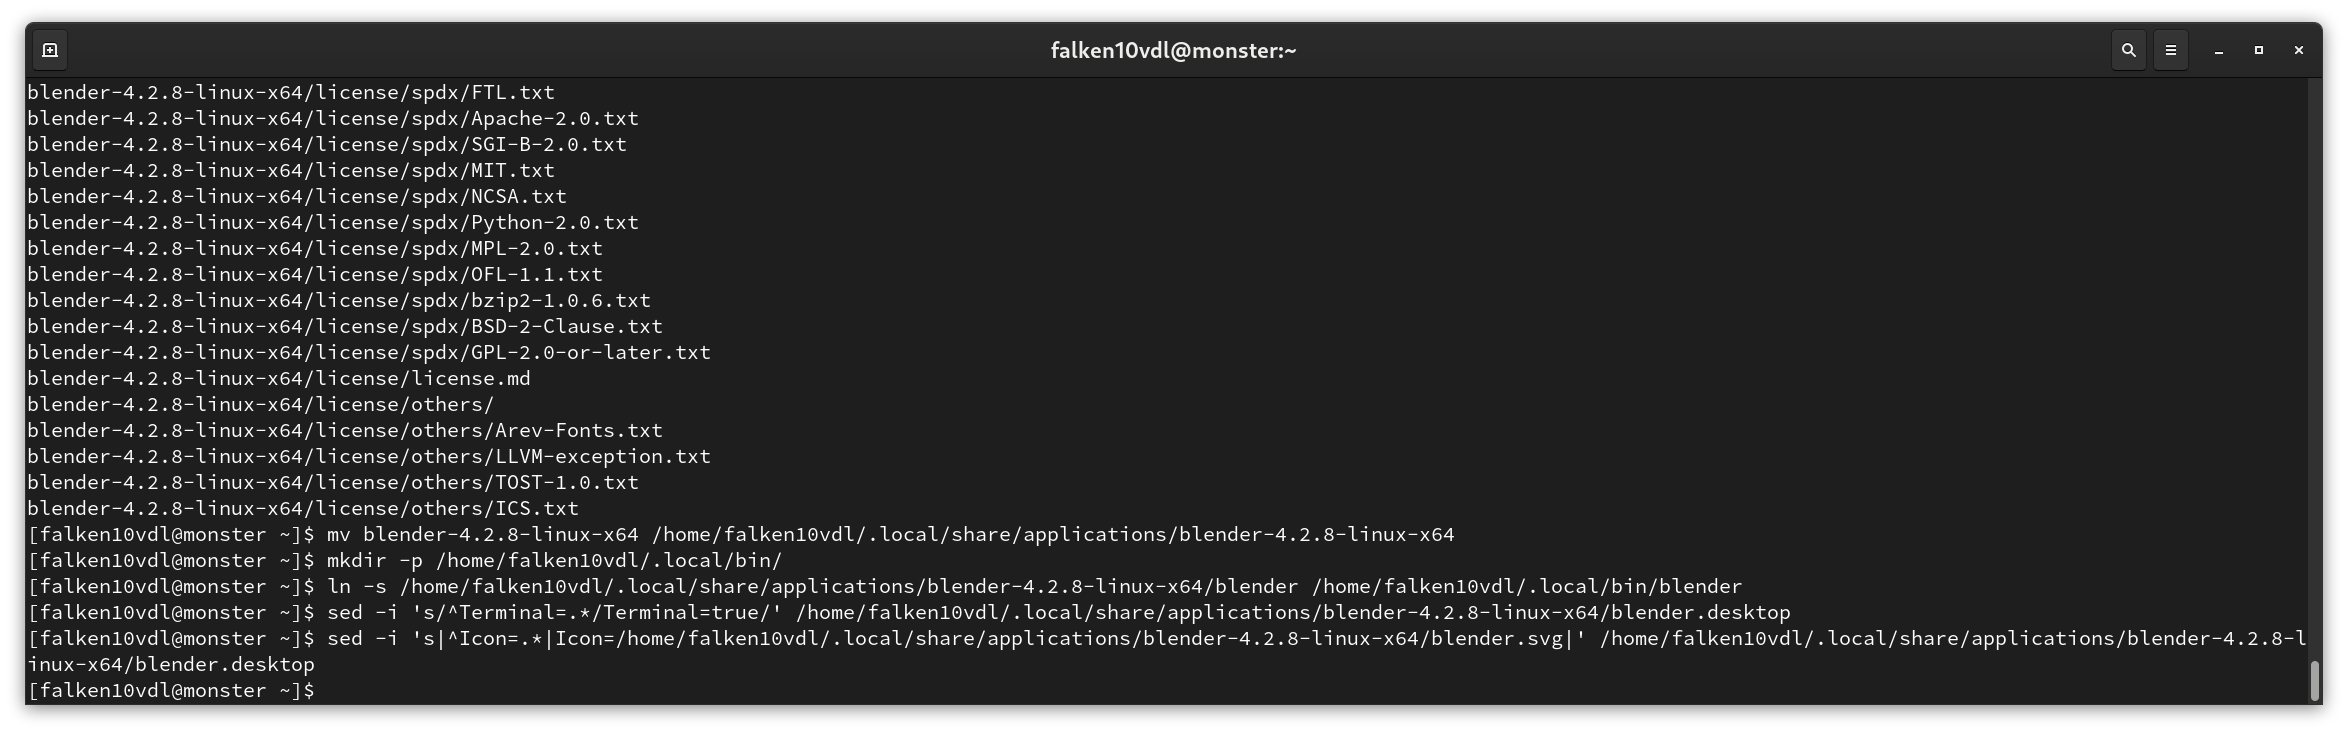 falken10vdl@monster:~
blender-4.2.8-linux-x64/license/spdx/FTL.txt
blender-4.2.8-linux-x64/license/spdx/Apache-2.0.txt
blender-4.2.8-linux-x64/license/spdx/SGI-B-2.0.txt
blender-4.2.8-linux-x64/license/spdx/MIT.txt
blender-4.2.8-linux-x64/license/spdx/NCSA.txt
blender-4.2.8-linux-x64/license/spdx/Python-2.0.txt
blender-4.2.8-linux-x64/license/spdx/MPL-2.0.txt
blender-4.2.8-linux-x64/license/spdx/OFL-1.1.txt
blender-4.2.8-linux-x64/license/spdx/bzip2-1.0.6.txt
blender-4.2.8-linux-x64/license/spdx/BSD-2-Clause.txt
blender-4.2.8-linux-x64/license/spdx/GPL-2.0-or-later.txt
blender-4.2.8-linux-x64/license/license.md
blender-4.2.8-linux-x64/license/others/
blender-4.2.8-linux-x64/license/others/Arev-Fonts.txt
blender-4.2.8-linux-x64/license/others/LLVM-exception.txt
blender-4.2.8-linux-x64/license/others/TOST-1.0.txt
blender-4.2.8-linux-x64/license/others/ICS.txt
[falken10vdl@monster ~]$ mv blender-4.2.8-linux-x64 /home/falken10vdl/.local/share/applications/blender-4.2.8-linux-x64
[falken10vdl@monster ~]$ mkdir -p /home/falken10vdl/.local/bin/
[falken10vdl@monster ~]$ ln -s /home/falken10vdl/.local/share/applications/blender-4.2.8-linux-x64/blender /home/falken10vdl/.local/bin/blender
[falken10vdl@monster ~]$ sed -i 's/^Terminal=.*/Terminal=true/' /home/falken10vdl/.local/share/applications/blender-4.2.8-linux-x64/blender.desktop
[falken10vdl@monster ~]$ sed -i 's|^Icon=.*|Icon=/home/falken10vdl/.local/share/applications/blender-4.2.8-linux-x64/blender.svg|' /home/falken10vdl/.local/share/applications/blender-4.2.8-l
inux-x64/blender.desktop
[falken10vdl@monster ~]$